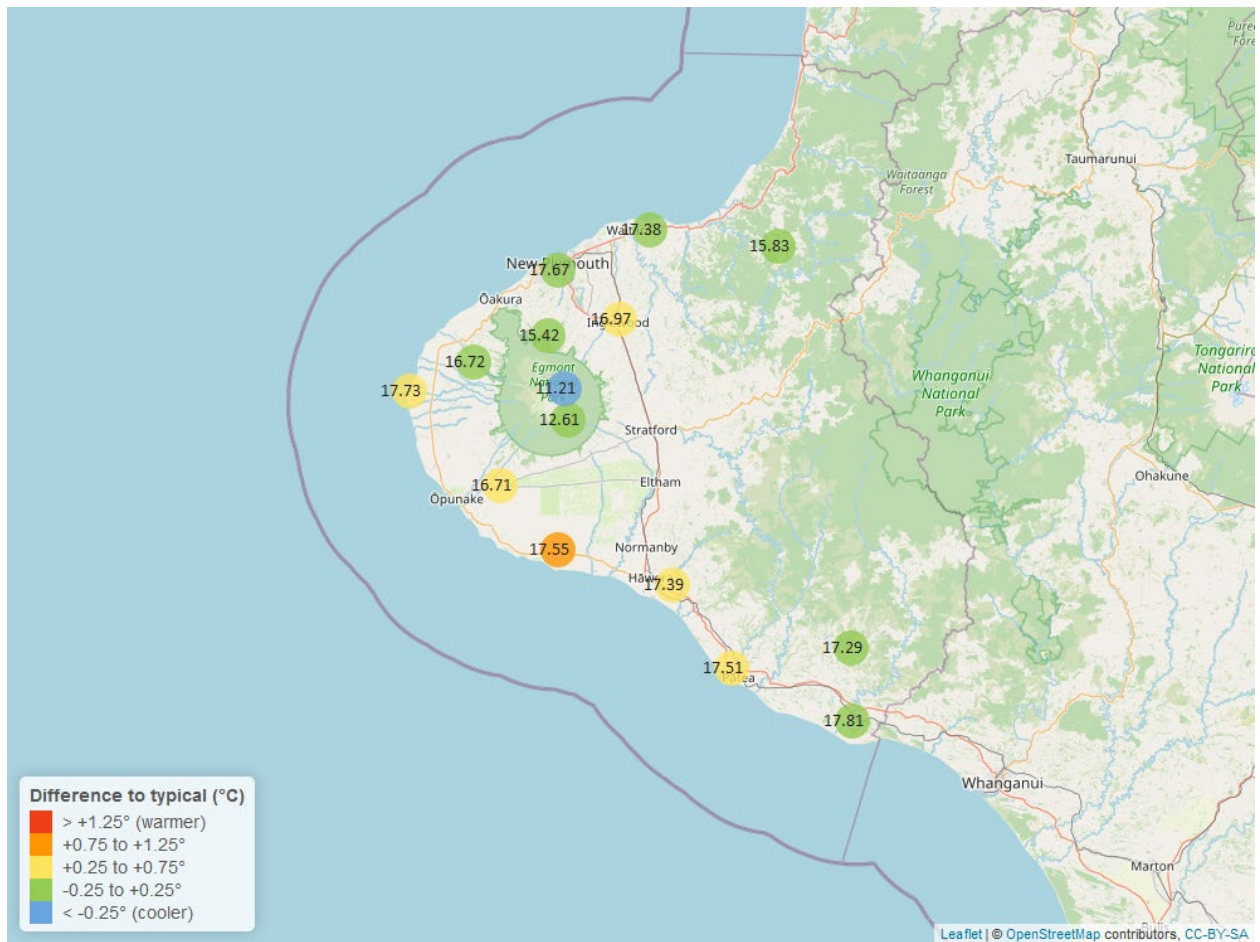 Pureo
Fore
Taumarunui
Waitaanga
Forest
17.38
15.83
New Plymouth
17.67
Ōakura
16.97
15.42
16.72
Egmont
11.21
17.73
12.61
Whanganui
National
Park
Tongariro
National
Park
Stratford
Ohakune
16.71
Eltham
Ōpunake
17.55
Normanby
17.39
17.29
17.51
Patea
17.81
Whanganui
Difference to typical (°C)
> +1.25° (warmer)
+0.75 to +1.25°
+0.25 to +0.75°
-0.25 to +0.25°
< -0.25° (cooler)
Marton
Bulls
Leaflet | © OpenStreetMap contributors, CC-BY-SA